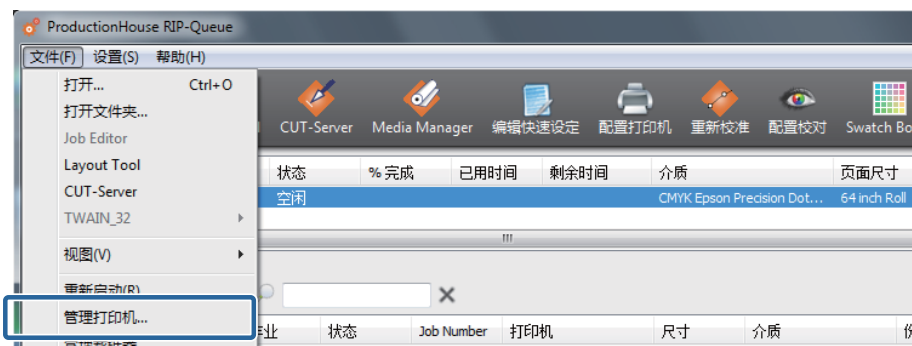 ProductionHouse RIP-Queue
文件(F) 设置(S) 帮助(H)
打开... Ctrl+O
打开文件夹...
Job Editor
Layout Tool
CUT-Server
TWAIN_32
视图(V)
重新启动(R)
管理打印机...
CUT-Server Media Manager 编辑快速设定 配置打印机 重新校准 配置校对 Swatch Bo
状态 % 完成 已用时间 剩余时间 介质 页面尺寸
空闲 CMYK Epson Precision Dot... 64 inch Roll
业 状态 Job Number 打印机 尺寸 介质